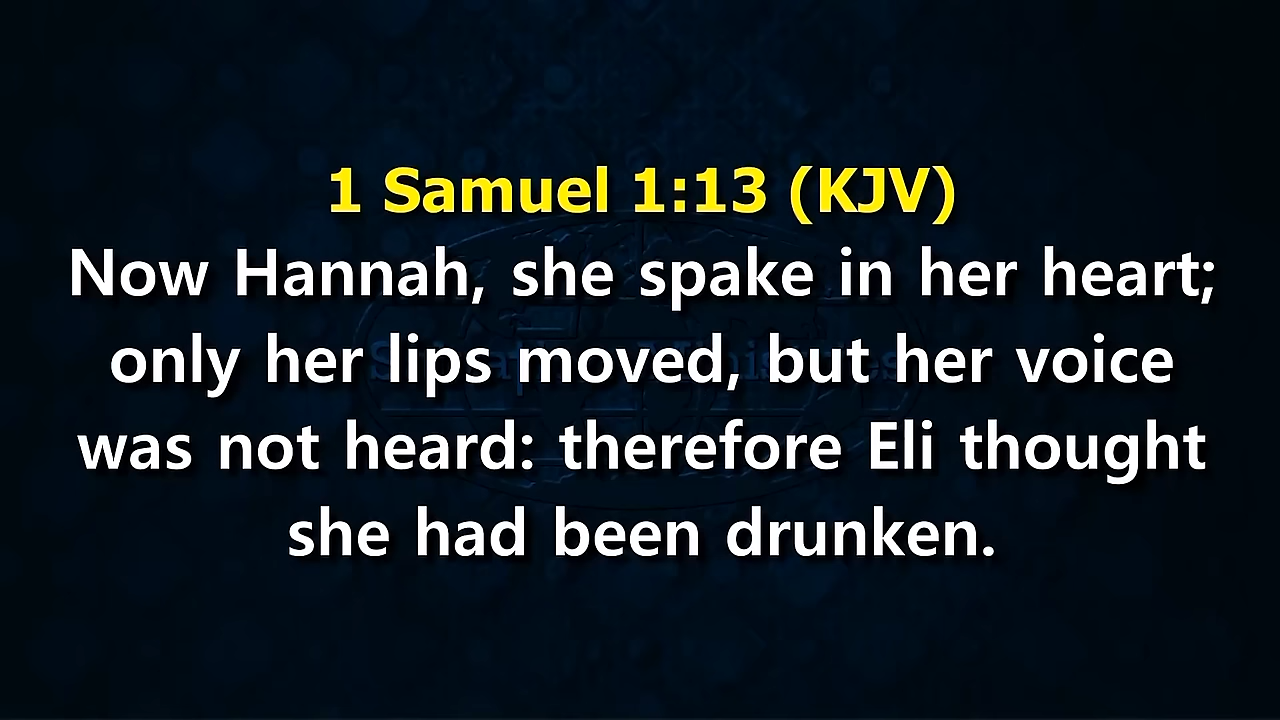 1 Samuel 1:13 (KJV)
Now Hannah, she spake in her heart;
only her lips moved, but her voice
was not heard: therefore Eli thought
she had been drunken.